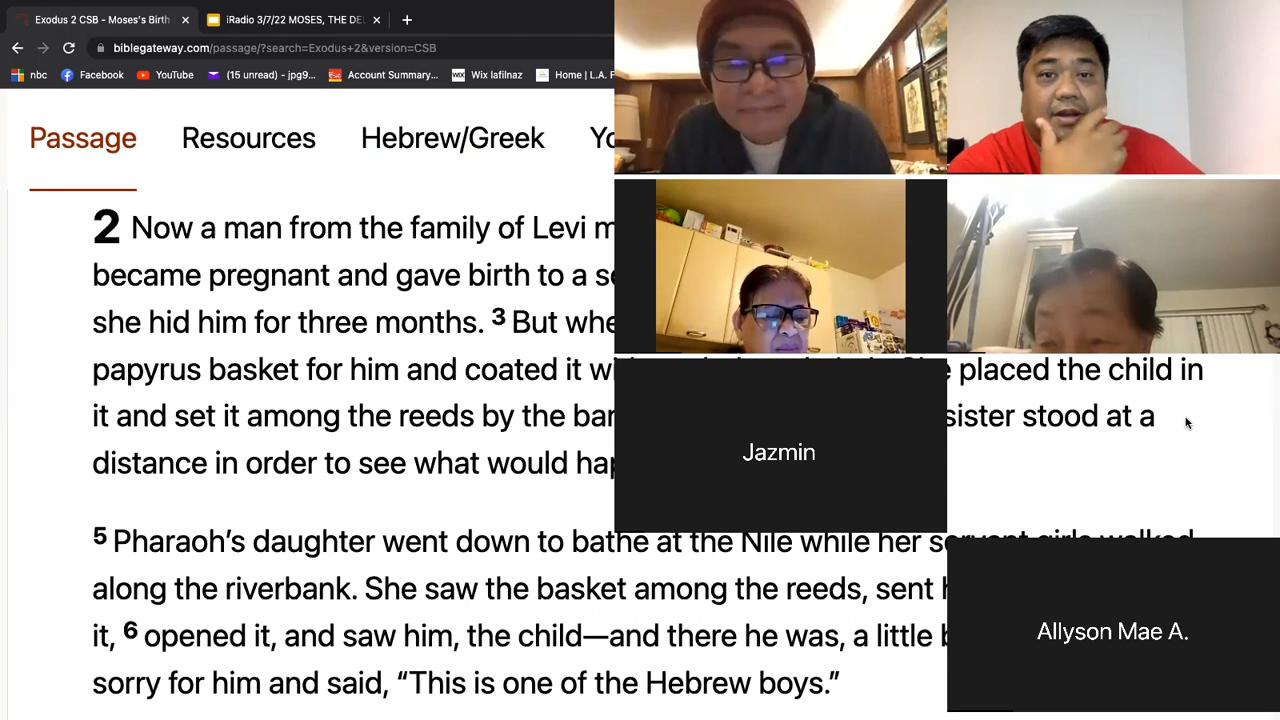 Exodus 2 CSB - Moses's Birth
iRadio 3/7/22 MOSES, THE DEL
biblegateway.com/passage/?search=Exodus+2&version=CSB
nbc
Facebook
YouTube
(15 unread) - jpg9...
Account Summary...
WIX Wix lafilnaz
Home | L.A. F
Passage
Resources
Hebrew/Greek
Yo
2 Now a man from the family of Levi m
became pregnant and gave birth to a so
she hid him for three months. 3 But whe
papyrus basket for him and coated it wi placed the child in
it and set it among the reeds by the ban sister stood at a
distance in order to see what would hap
5 Pharaoh's daughter went down to bathe at the Nile while her servant girls walked
along the riverbank. She saw the basket among the reeds, sent h
it, 6 opened it, and saw him, the child—and there he was, a little b
sorry for him and said, “This is one of the Hebrew boys.”
Jazmin
Allyson Mae A.